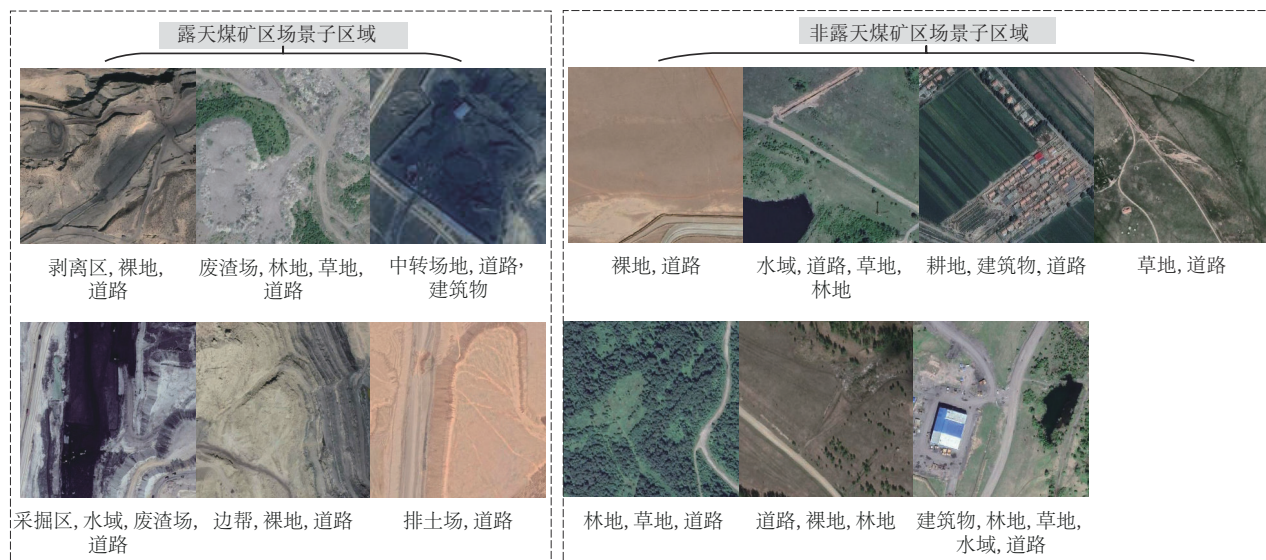 露天煤矿区场景子区域
非露天煤矿区场景子区域
剥离区, 裸地,
道路
废渣场, 林地, 草地,
道路
中转场地, 道路,
建筑物
裸地, 道路
水域, 道路, 草地,
林地
耕地, 建筑物, 道路
草地, 道路
采掘区, 水域, 废渣场,
道路
边帮, 裸地, 道路
排土场, 道路
林地, 草地, 道路
道路, 裸地, 林地
建筑物, 林地, 草地,
水域, 道路